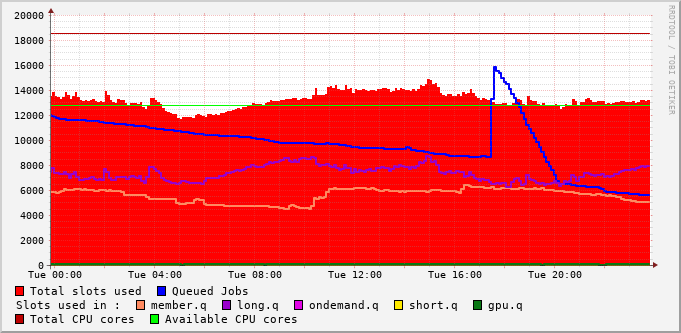 20000
18000
16000
14000
12000
10000
8000
6000
4000
2000
0
Tue 00:00 Tue 04:00 Tue 08:00 Tue 12:00 Tue 16:00 Tue 20:00
Total slots used Queued Jobs
Slots used in : member.q long.q ondemand.q short.q gpu.q
Total CPU cores Available CPU cores
RRDTOOL / TOBI OETIKER